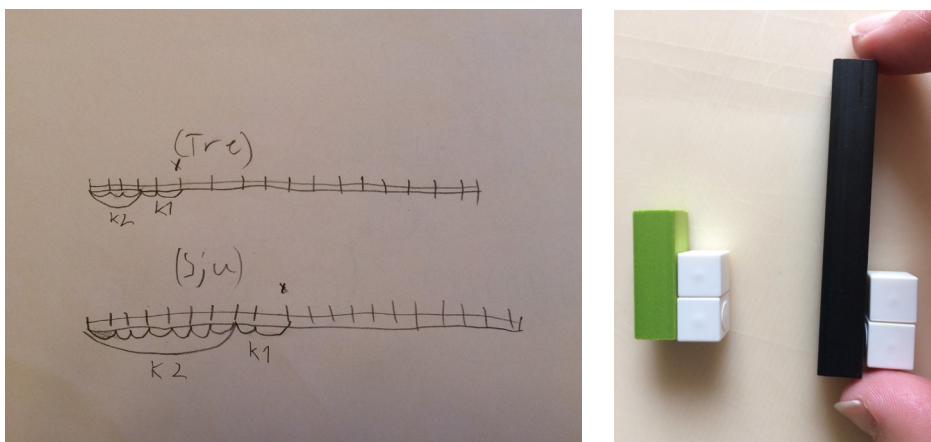 (Tre)
x
K2 K1
(Sju)
x
K2 K1